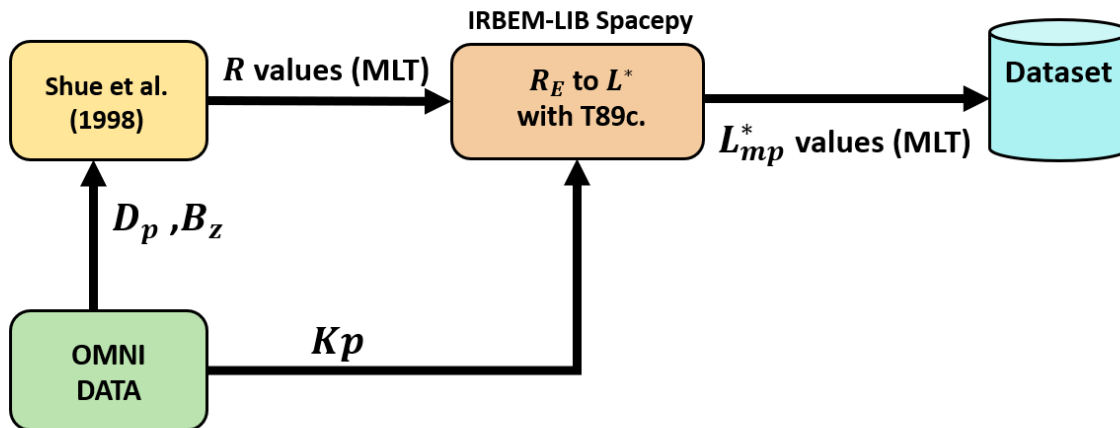 IRBEM-LIB Spacepy
Shue et al.
(1998)
R values (MLT)
R_E to L^*
with T89c.
L^*_{mp} values (MLT)
Dataset
D_p ,B_z
OMNI
DATA
Kp